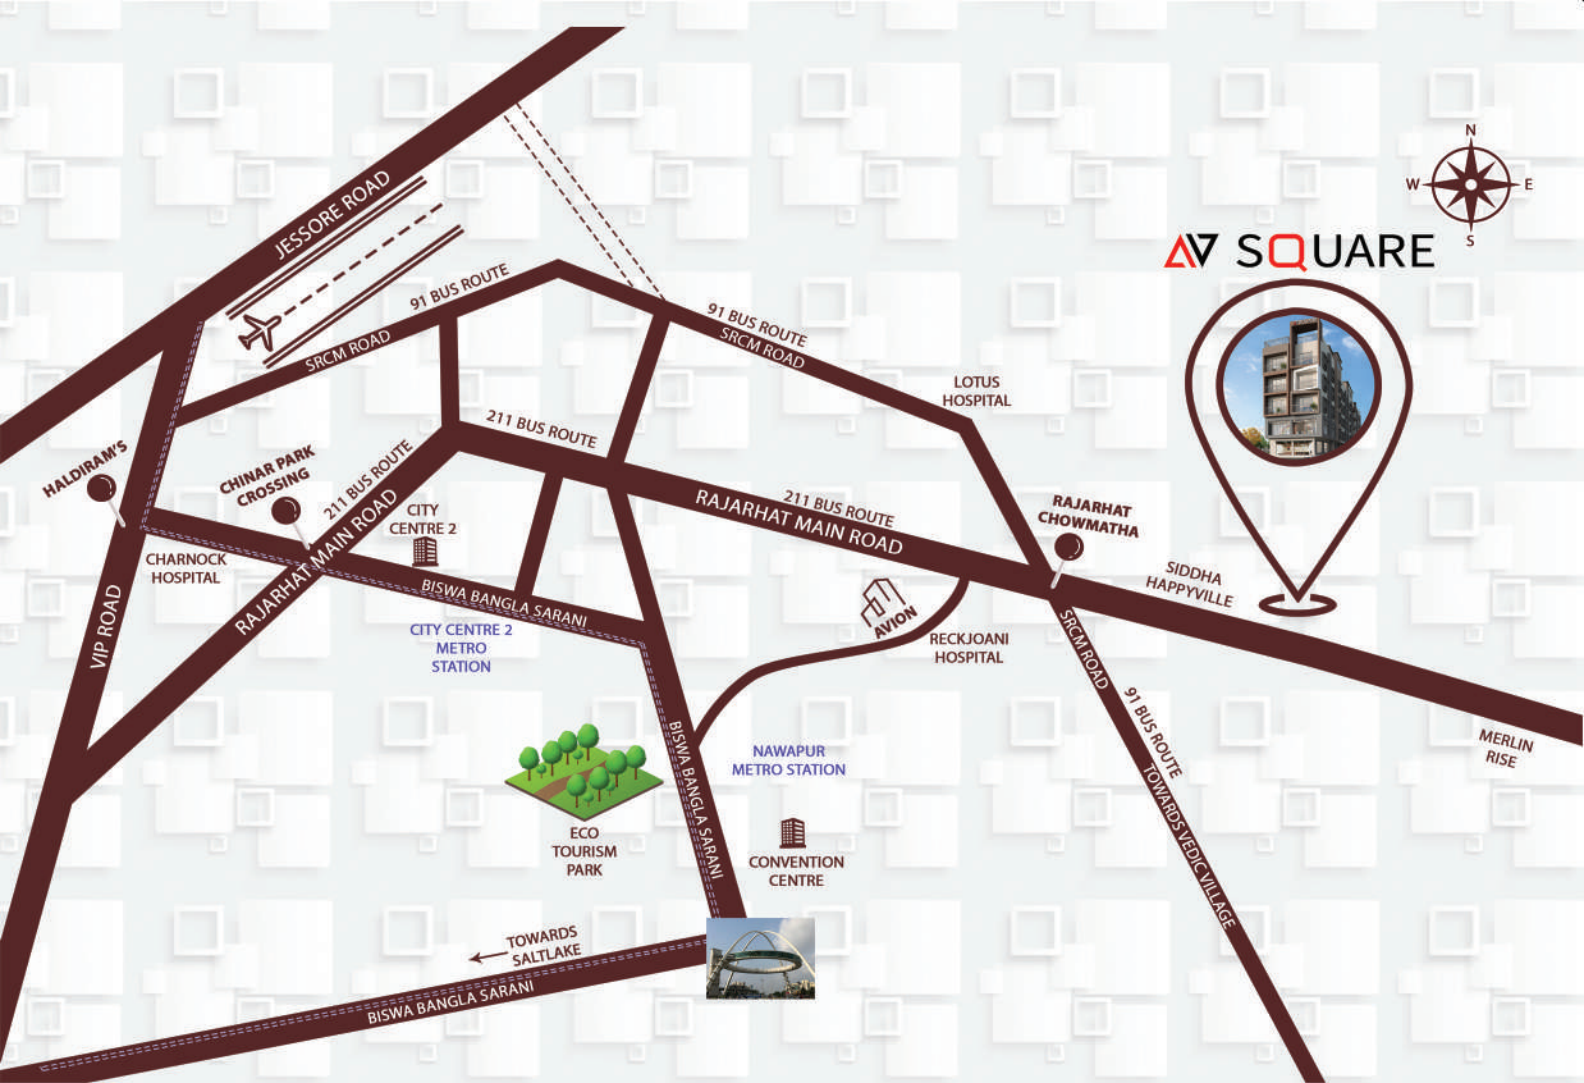 N
W
E
S
AV SQUARE
JESSORE ROAD
91 BUS ROUTE
SRCM ROAD
91 BUS ROUTE
SRCM ROAD
LOTUS
HOSPITAL
211 BUS ROUTE
HALDIRAM'S
CHINAR PARK
CROSSING
211 BUS ROUTE
RAJARHAT MAIN ROAD
CITY
CENTRE 2
211 BUS ROUTE
RAJARHAT MAIN ROAD
RAJARHAT
CHOWMATHA
CHARNOCK
HOSPITAL
SIDDHA
HAPPYVILLE
BISWA BANGLA SARANI
VIP ROAD
CITY CENTRE 2
METRO
STATION
AVION
RECKJOANI
HOSPITAL
SRCM ROAD
91 BUS ROUTE
TOWARDS VEDIC VILLAGE
MERLIN
RISE
BISWA BANGLA SARANI
NAWAPUR
METRO STATION
ECO
TOURISM
PARK
CONVENTION
CENTRE
TOWARDS
SALTLAKE
BISWA BANGLA SARANI